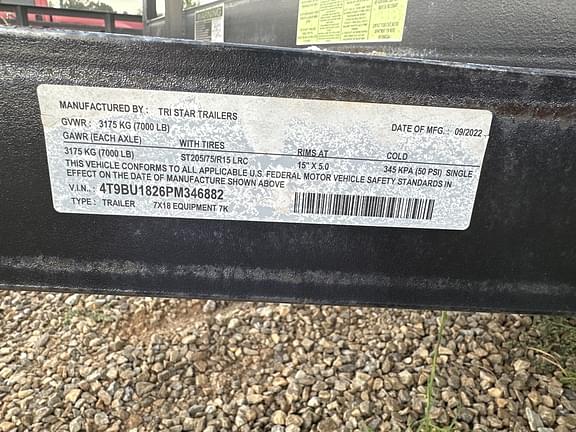 MANUFACTURED BY : TRI STAR TRAILERS
GVWR : 3175 KG (7000 LB) DATE OF MFG. : 09/2022
GAWR (EACH AXLE) WITH TIRES RIMS AT COLD
3175 KG (7000 LB) ST205/75/R15 LRC 15" X 5.0 345 KPA (50 PSI) SINGLE
THIS VEHICLE CONFORMS TO ALL APPLICABLE U.S. FEDERAL MOTOR VEHICLE SAFETY STANDARDS IN
EFFECT ON THE DATE OF MANUFACTURE SHOWN ABOVE
V.I.N. : 4T9BU1826PM346882
TYPE : TRAILER 7X18 EQUIPMENT 7K